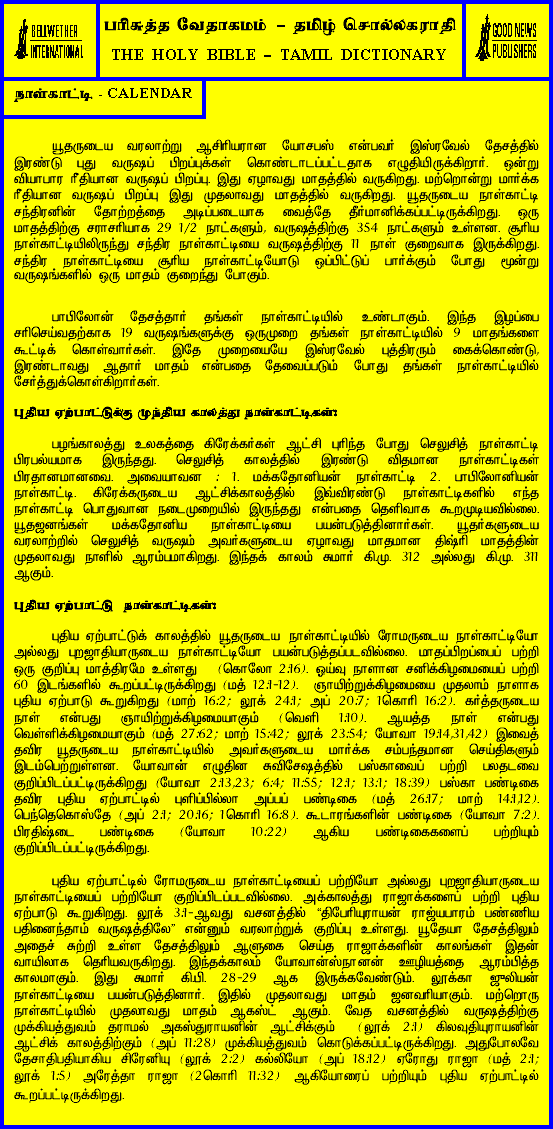 BELLWETHER
INTERNATIONAL
பரிசுத்த வேதாகமம் – தமிழ் சொல்லகராதி
THE HOLY BIBLE – TAMIL DICTIONARY
GOOD NEWS
PUBLISHERS
நாள்காட்டி. - CALENDAR
யூதருடைய வரலாற்று ஆசிரியரான யோசபஸ் என்பவர் இஸ்ரவேல் தேசத்தில்
இரண்டு புது வருஷப் பிறப்புக்கள் கொண்டாடப்பட்டதாக எழுதியிருக்கிறார். ஒன்று
வியாபார ரீதியான வருஷப் பிறப்பு. இது ஏழாவது மாதத்தில் வருகிறது. மற்றொன்று மார்க்க
ரீதியான வருஷப் பிறப்பு இது முதலாவது மாதத்தில் வருகிறது. யூதருடைய நாள்காட்டி
சந்திரனின் தோற்றத்தை அடிப்படையாக வைத்தே தீர்மானிக்கப்பட்டிருக்கிறது. ஒரு
மாதத்திற்கு சராசரியாக 29 1/2 நாட்களும், வருஷத்திற்கு 354 நாட்களும் உள்ளன. சூரிய
நாள்காட்டியிலிருந்து சந்திர நாள்காட்டியை வருஷத்திற்கு 11 நாள் குறைவாக இருக்கிறது.
சந்திர நாள்காட்டியை சூரிய நாள்காட்டியோடு ஒப்பிட்டுப் பார்க்கும் போது மூன்று
வருஷங்களில் ஒரு மாதம் குறைந்து போகும்.
பாபிலோன் தேசத்தார் தங்கள் நாள்காட்டியில் உண்டாகும். இந்த இழப்பை
சரிசெய்வதற்காக 19 வருஷங்களுக்கு ஒருமுறை தங்கள் நாள்காட்டியில் 9 மாதங்களை
கூட்டிக் கொள்வார்கள். இதே முறையையே இஸ்ரவேல் புத்திரரும் கைக்கொண்டு,
இரண்டாவது ஆதார் மாதம் என்பதை தேவைப்படும் போது தங்கள் நாள்காட்டியில்
சேர்த்துக்கொள்கிறார்கள்.
புதிய ஏற்பாட்டுக்கு முந்திய காலத்து நாள்காட்டிகள்:
பழங்காலத்து உலகத்தை கிரேக்கர்கள் ஆட்சி புரிந்த போது செலுசித் நாள்காட்டி
பிரபல்யமாக இருந்தது. செலுசித் காலத்தில் இரண்டு விதமான நாள்காட்டிகள்
பிரதானமானவை. அவையாவன : 1. மக்கதோனியன் நாள்காட்டி 2. பாபிலோனியன்
நாள்காட்டி. கிரேக்கருடைய ஆட்சிக்காலத்தில் இவ்விரண்டு நாள்காட்டிகளில் எந்த
நாள்காட்டி பொதுவான நடைமுறையில் இருந்தது என்பதை தெளிவாக கூறமுடியவில்லை.
யூதஜனங்கள் மக்கதோனிய நாள்காட்டியை பயன்படுத்தினார்கள். யூதர்களுடைய
வரலாற்றில் செலுசித் வருஷம் அவர்களுடைய ஏழாவது மாதமான திஷ்ரி மாதத்தின்
முதலாவது நாளில் ஆரம்பமாகிறது. இந்தக் காலம் சுமார் கி.மு. 312 அல்லது கி.மு. 311
ஆகும்.
புதிய ஏற்பாட்டு நாள்காட்டிகள்:
புதிய ஏற்பாட்டுக் காலத்தில் யூதருடைய நாள்காட்டியில் ரோமருடைய நாள்காட்டியோ
அல்லது புறஜாதியாருடைய நாள்காட்டியோ பயன்படுத்தப்படவில்லை. மாதப்பிறப்பைப் பற்றி
ஒரு குறிப்பு மாத்திரமே உள்ளது (கொலோ 2:16). ஓய்வு நாளான சனிக்கிழமையைப் பற்றி
60 இடங்களில் கூறப்பட்டிருக்கிறது (மத் 12:1-12). ஞாயிற்றுக்கிழமையை முதலாம் நாளாக
புதிய ஏற்பாடு கூறுகிறது (மாற் 16:2; லூக் 24:1; அப் 20:7; 1கொரி 16:2). கர்த்தருடைய
நாள் என்பது ஞாயிற்றுக்கிழமையாகும் (வெளி 1:10). ஆயத்த நாள் என்பது
வெள்ளிக்கிழமையாகும் (மத் 27:62; மாற் 15:42; லூக் 23:54; யோவா 19:14,31,42) இவைத்
தவிர யூதருடைய நாள்காட்டியில் அவர்களுடைய மார்க்க சம்பந்தமான செய்திகளும்
இடம்பெற்றுள்ளன. யோவான் எழுதின சுவிசேஷத்தில் பஸ்காவைப் பற்றி பலதடவை
குறிப்பிடப்பட்டிருக்கிறது (யோவா 2:13,23; 6:4; 11:55; 12:1; 13:1; 18:39) பஸ்கா பண்டிகை
தவிர புதிய ஏற்பாட்டில் புளிப்பில்லா அப்பப் பண்டிகை (மத் 26:17; மாற் 14:1,12).
பெந்தெகொஸ்தே (அப் 2:1; 20:16; 1கொரி 16:8). கூடாரங்களின் பண்டிகை (யோவா 7:2).
பிரதிஷ்டை பண்டிகை (யோவா 10:22) ஆகிய பண்டிகைகளைப் பற்றியும்
குறிப்பிடப்பட்டிருக்கிறது.
புதிய ஏற்பாட்டில் ரோமருடைய நாள்காட்டியைப் பற்றியோ அல்லது புறஜாதியாருடைய
நாள்காட்டியைப் பற்றியோ குறிப்பிடப்படவில்லை. அக்காலத்து ராஜாக்களைப் பற்றி புதிய
ஏற்பாடு கூறுகிறது. லூக் 3:1-ஆவது வசனத்தில் “திபேரியுராயன் ராஜ்யபாரம் பண்ணிய
பதினைந்தாம் வருஷத்திலே” என்னும் வரலாற்றுக் குறிப்பு உள்ளது. யூதேயா தேசத்திலும்
அதைச் சுற்றி உள்ள தேசத்திலும் ஆளுகை செய்த ராஜாக்களின் காலங்கள் இதன்
வாயிலாக தெரியவருகிறது. இந்தக்காலம் யோவான்ஸ்நானன் ஊழியத்தை ஆரம்பித்த
காலமாகும். இது சுமார் கி.பி. 28-29 ஆக இருக்கவேண்டும். லூக்கா ஜுலியன்
நாள்காட்டியை பயன்படுத்தினார். இதில் முதலாவது மாதம் ஜனவரியாகும். மற்றொரு
நாள்காட்டியில் முதலாவது மாதம் ஆகஸ்ட் ஆகும். வேத வசனத்தில் வருஷத்திற்கு
முக்கியத்துவம் தராமல் அகஸ்துராயனின் ஆட்சிக்கும் (லூக் 2:1) கிலவுதியுராயனின்
ஆட்சிக் காலத்திற்கும் (அப் 11:28) முக்கியத்துவம் கொடுக்கப்பட்டிருக்கிறது. அதுபோலவே
தேசாதிபதியாகிய சிரேனியு (லூக் 2:2) கல்லியோ (அப் 18:12) ஏரோது ராஜா (மத் 2:1;
லூக் 1:5) அரேத்தா ராஜா (2கொரி 11:32) ஆகியோரைப் பற்றியும் புதிய ஏற்பாட்டில்
கூறப்பட்டிருக்கிறது.